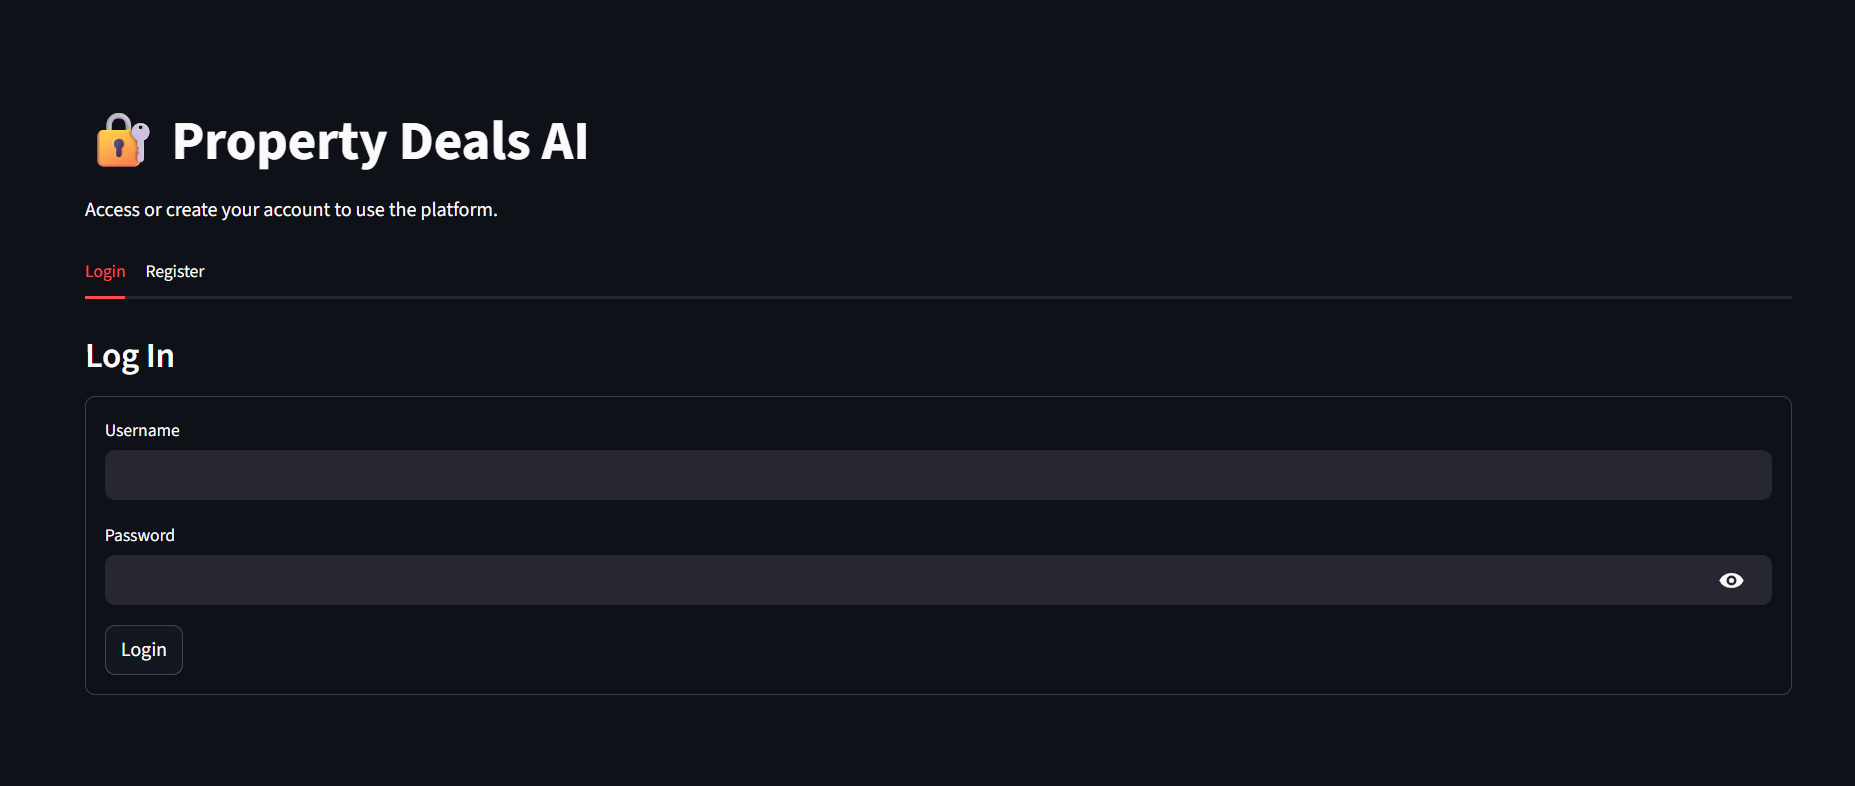 Property Deals AI
Access or create your account to use the platform.
Login Register
Log In
Username
Password
Login